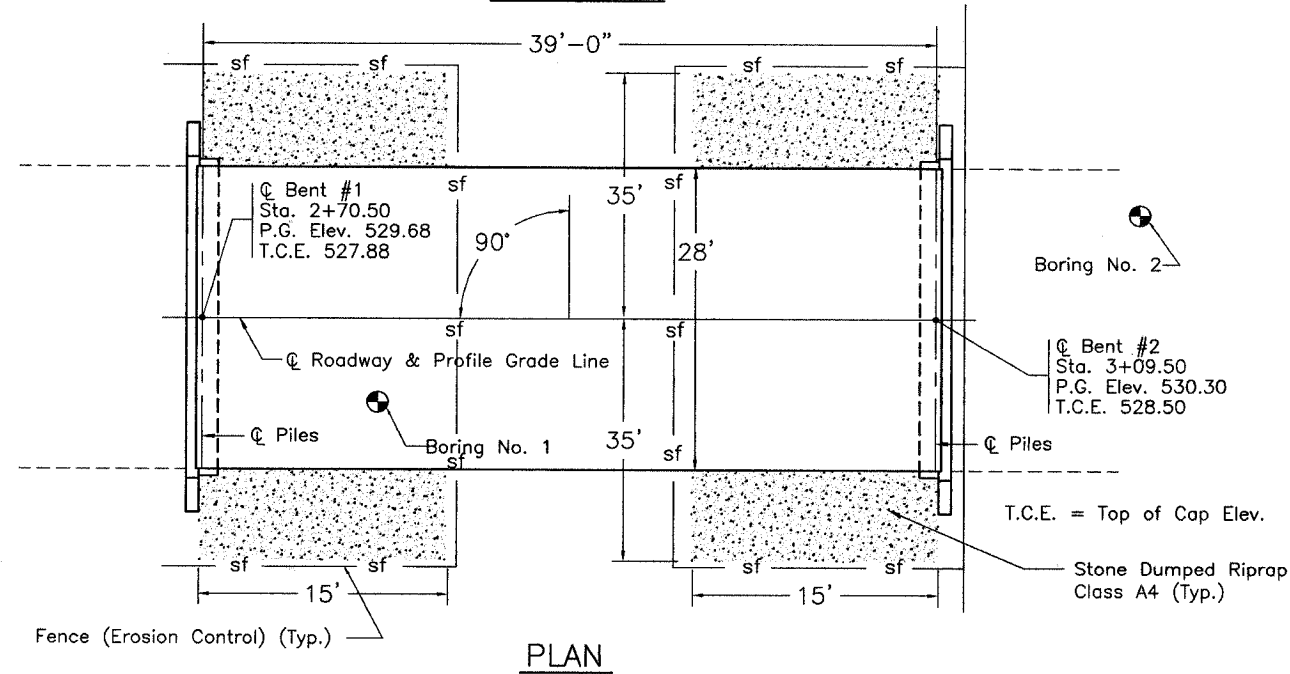 39'-0"
sf sf sf sf
₵ Bent #1
Sta. 2+70.50
P.G. Elev. 529.68
T.C.E. 527.88
sf
35'
sf
90°
28'
Boring No. 2
sf
sf
₵ Roadway & Profile Grade Line
₵ Bent #2
Sta. 3+09.50
P.G. Elev. 530.30
T.C.E. 528.50
₵ Piles
Boring No. 1
sf
35'
sf
₵ Piles
T.C.E. = Top of Cap Elev.
sf sf sf sf
15'
15'
Stone Dumped Riprap
Class A4 (Typ.)
Fence (Erosion Control) (Typ.)
PLAN